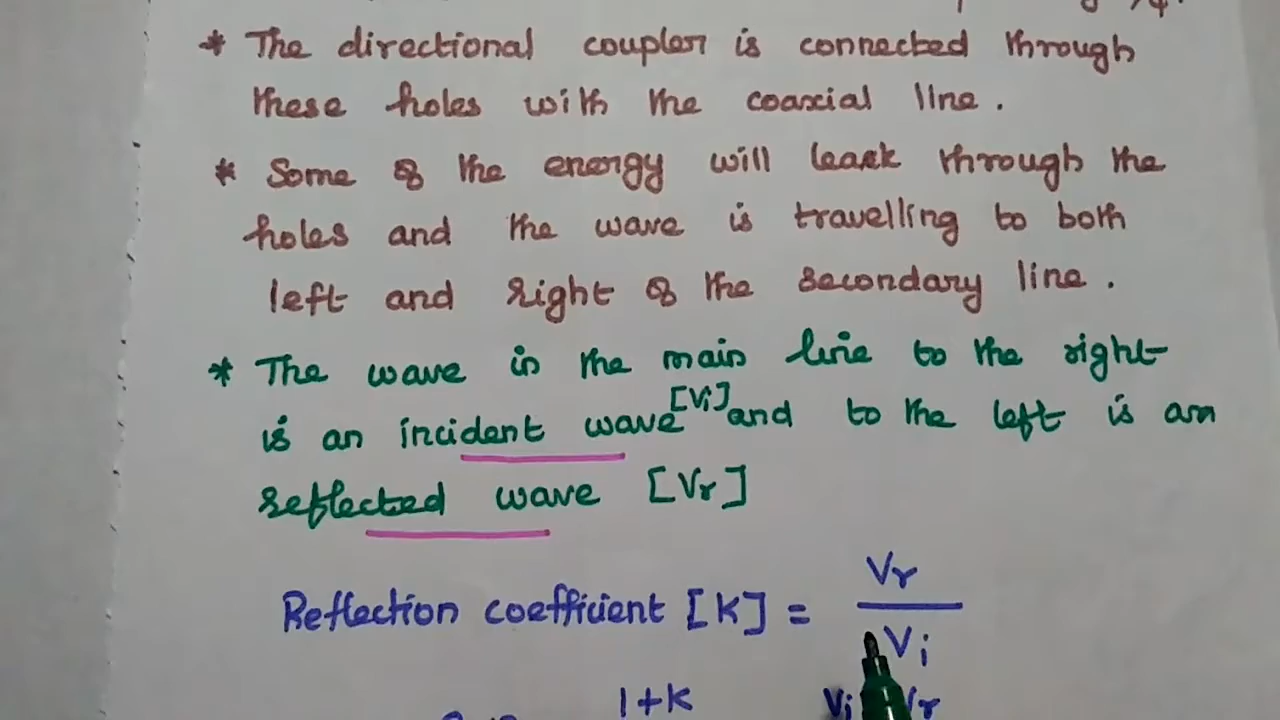 * The directional coupler is connected through
these holes with the coaxial line.
* Some of the energy will leak through the
holes and the wave is travelling to both
left and right of the secondary line.
* The wave in the main line to the right
is an incident wave [Vi] and to the left is an
reflected wave [Vr]
Reflection coefficient [K] = Vr
Vi
1+K
Vi Vr